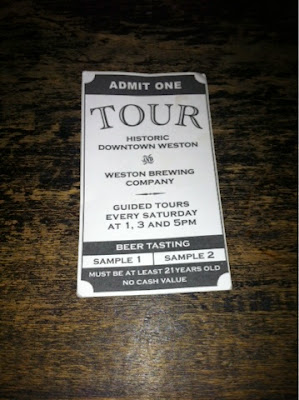 ADMIT ONE
TOUR
HISTORIC
DOWNTOWN WESTON
&
WESTON BREWING
COMPANY
GUIDED TOURS
EVERY SATURDAY
AT 1, 3 AND 5PM
BEER TASTING
SAMPLE 1 SAMPLE 2
MUST BE AT LEAST 21 YEARS OLD
NO CASH VALUE